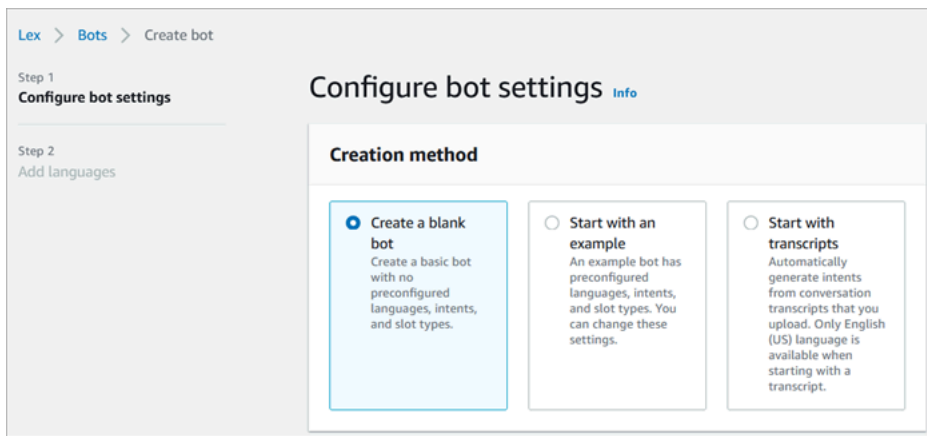 Lex > Bots > Create bot
Step 1
Configure bot settings
Step 2
Add languages
Configure bot settings Info
Creation method
Create a blank
bot
Create a basic bot
with no
preconfigured
languages, intents,
and slot types.
Start with an
example
An example bot has
preconfigured
languages, intents,
and slot types. You
can change these
settings.
Start with
transcripts
Automatically
generate intents
from conversation
transcripts that you
upload. Only English
(US) language is
available when
starting with a
transcript.